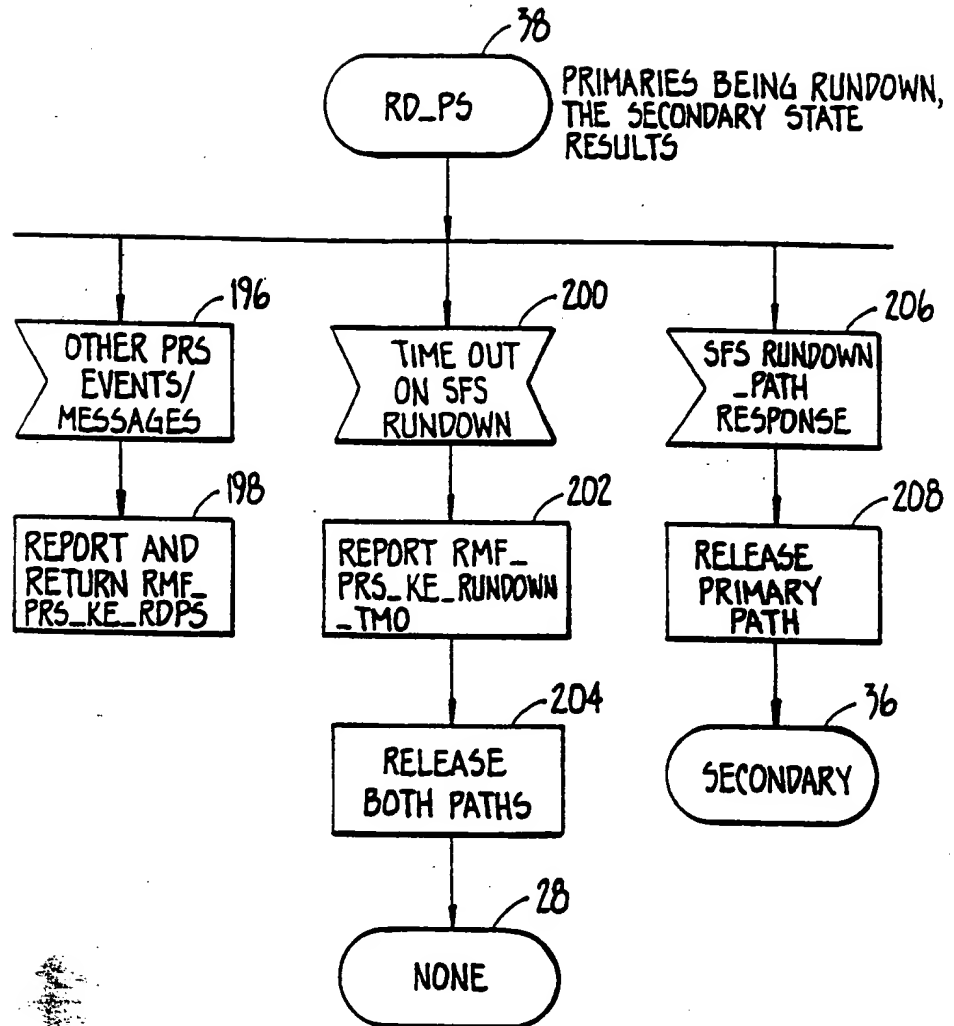 38
RD_PS
PRIMARIES BEING RUNDOWN,
THE SECONDARY STATE
RESULTS
196
OTHER PRS
EVENTS/
MESSAGES
198
REPORT AND
RETURN RMF_
PRS_KE_RDPS
200
TIME OUT
ON SFS
RUNDOWN
202
REPORT RMF_
PRS_KE_RUNDOWN
_TMO
204
RELEASE
BOTH PATHS
28
NONE
206
SFS RUNDOWN
_PATH
RESPONSE
208
RELEASE
PRIMARY
PATH
36
SECONDARY